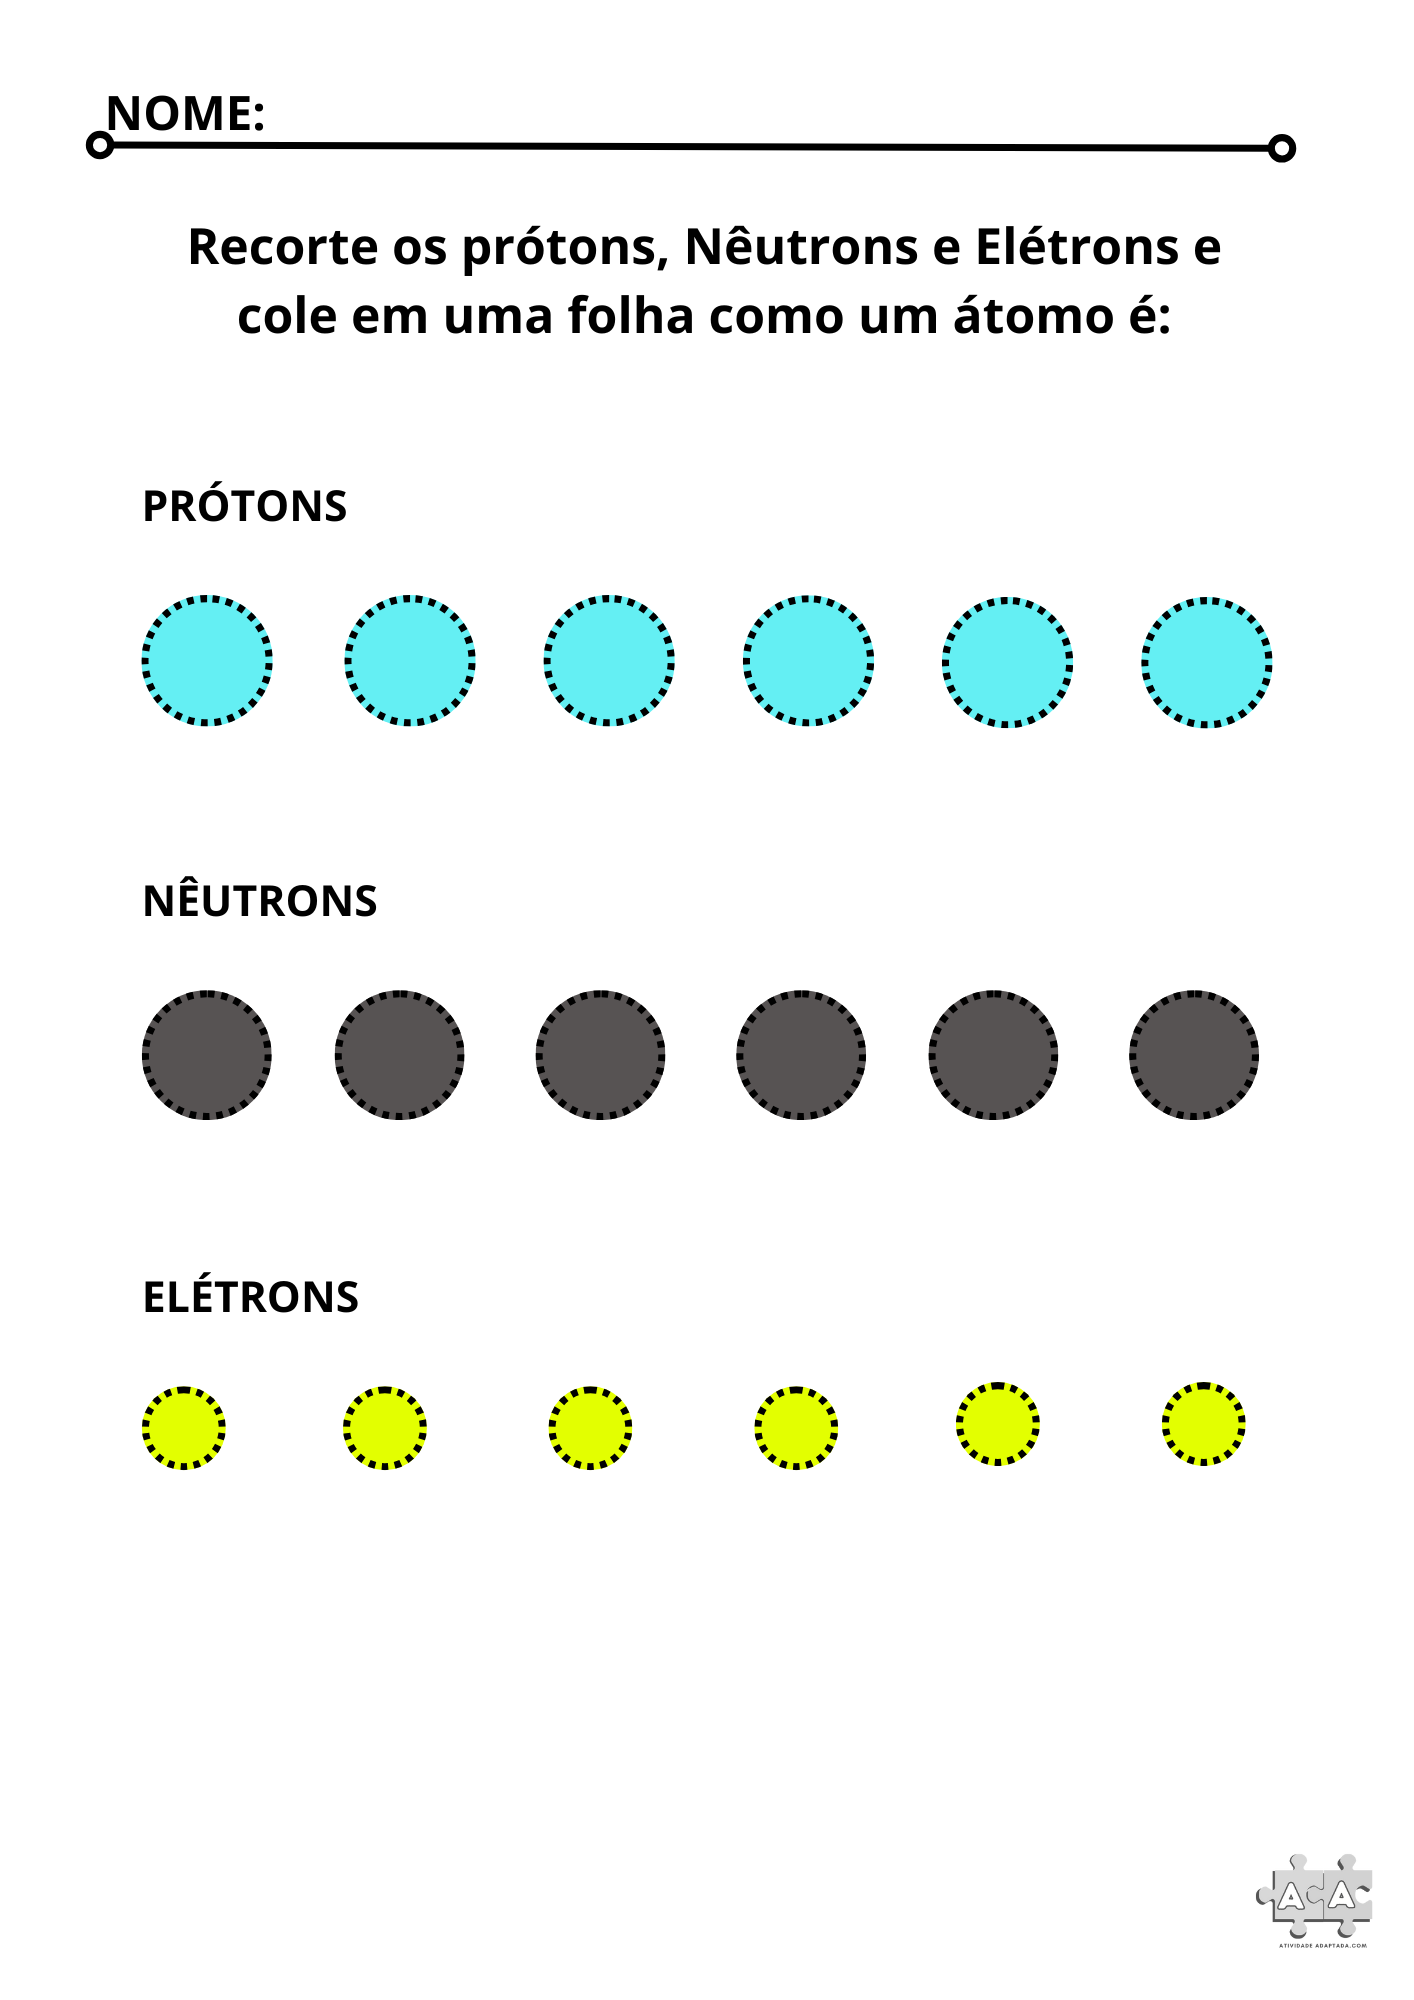 NOME:
Recorte os prótons, Nêutrons e Elétrons e
cole em uma folha como um átomo é:
PRÓTONS
NÊUTRONS
ELÉTRONS
A A
ATIVIDADE ADAPTADA.COM